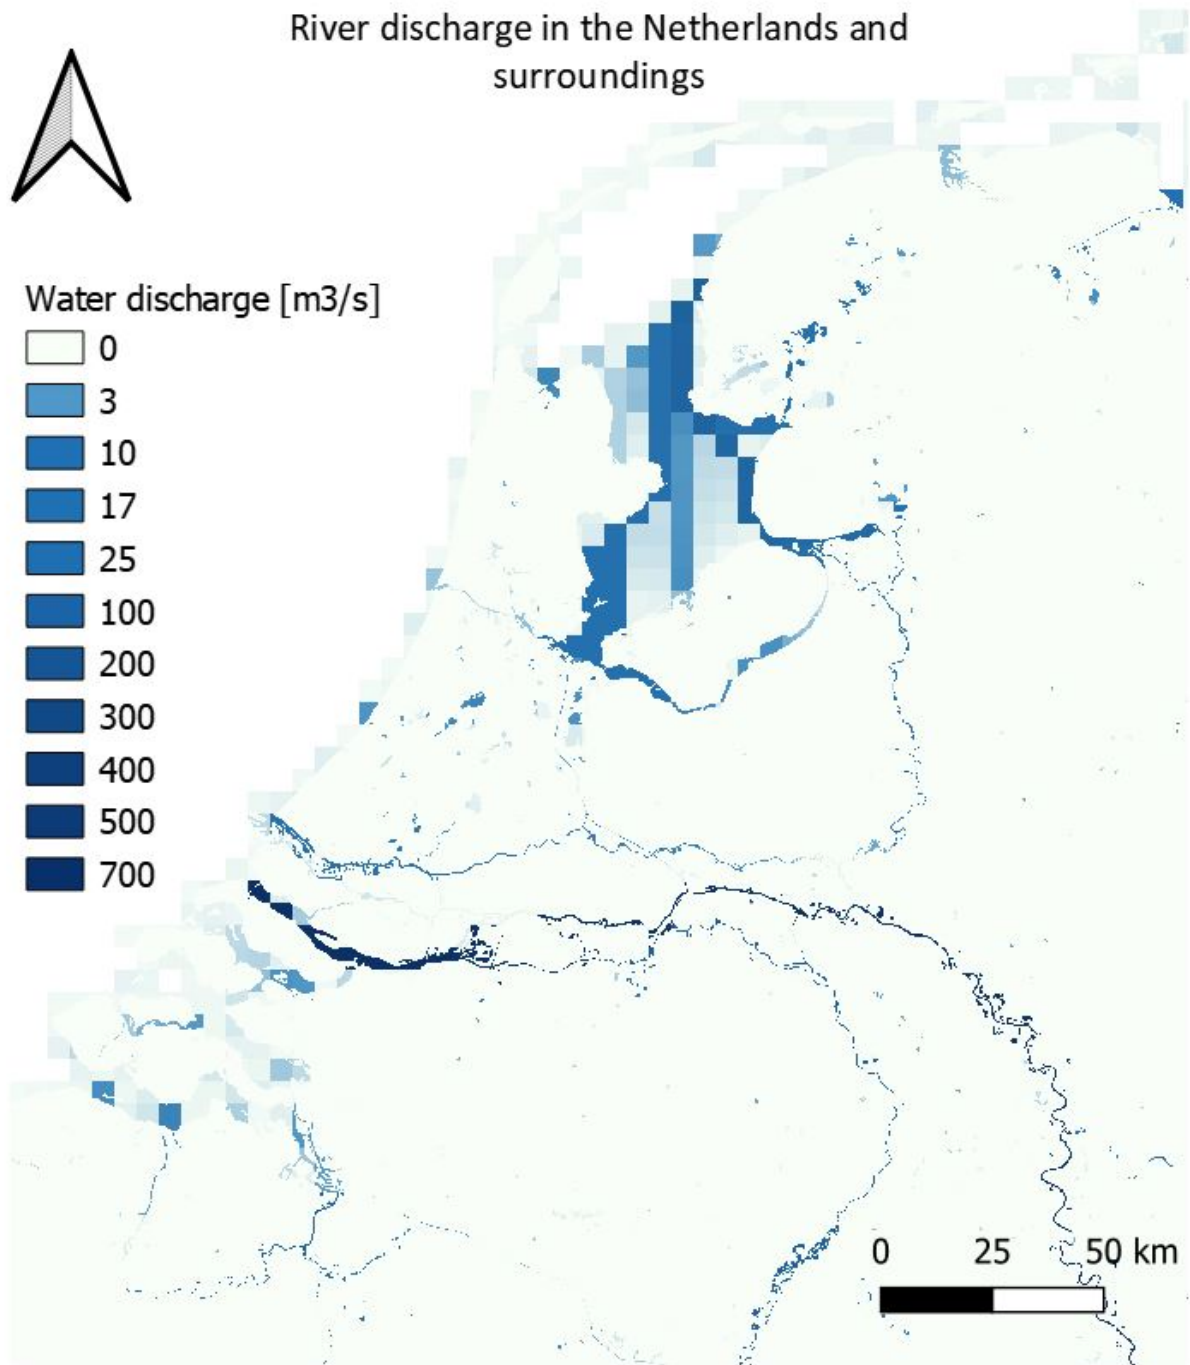 River discharge in the Netherlands and
surroundings
Water discharge [m3/s]
0
3
10
17
25
100
200
300
400
500
700
0 25 50 km